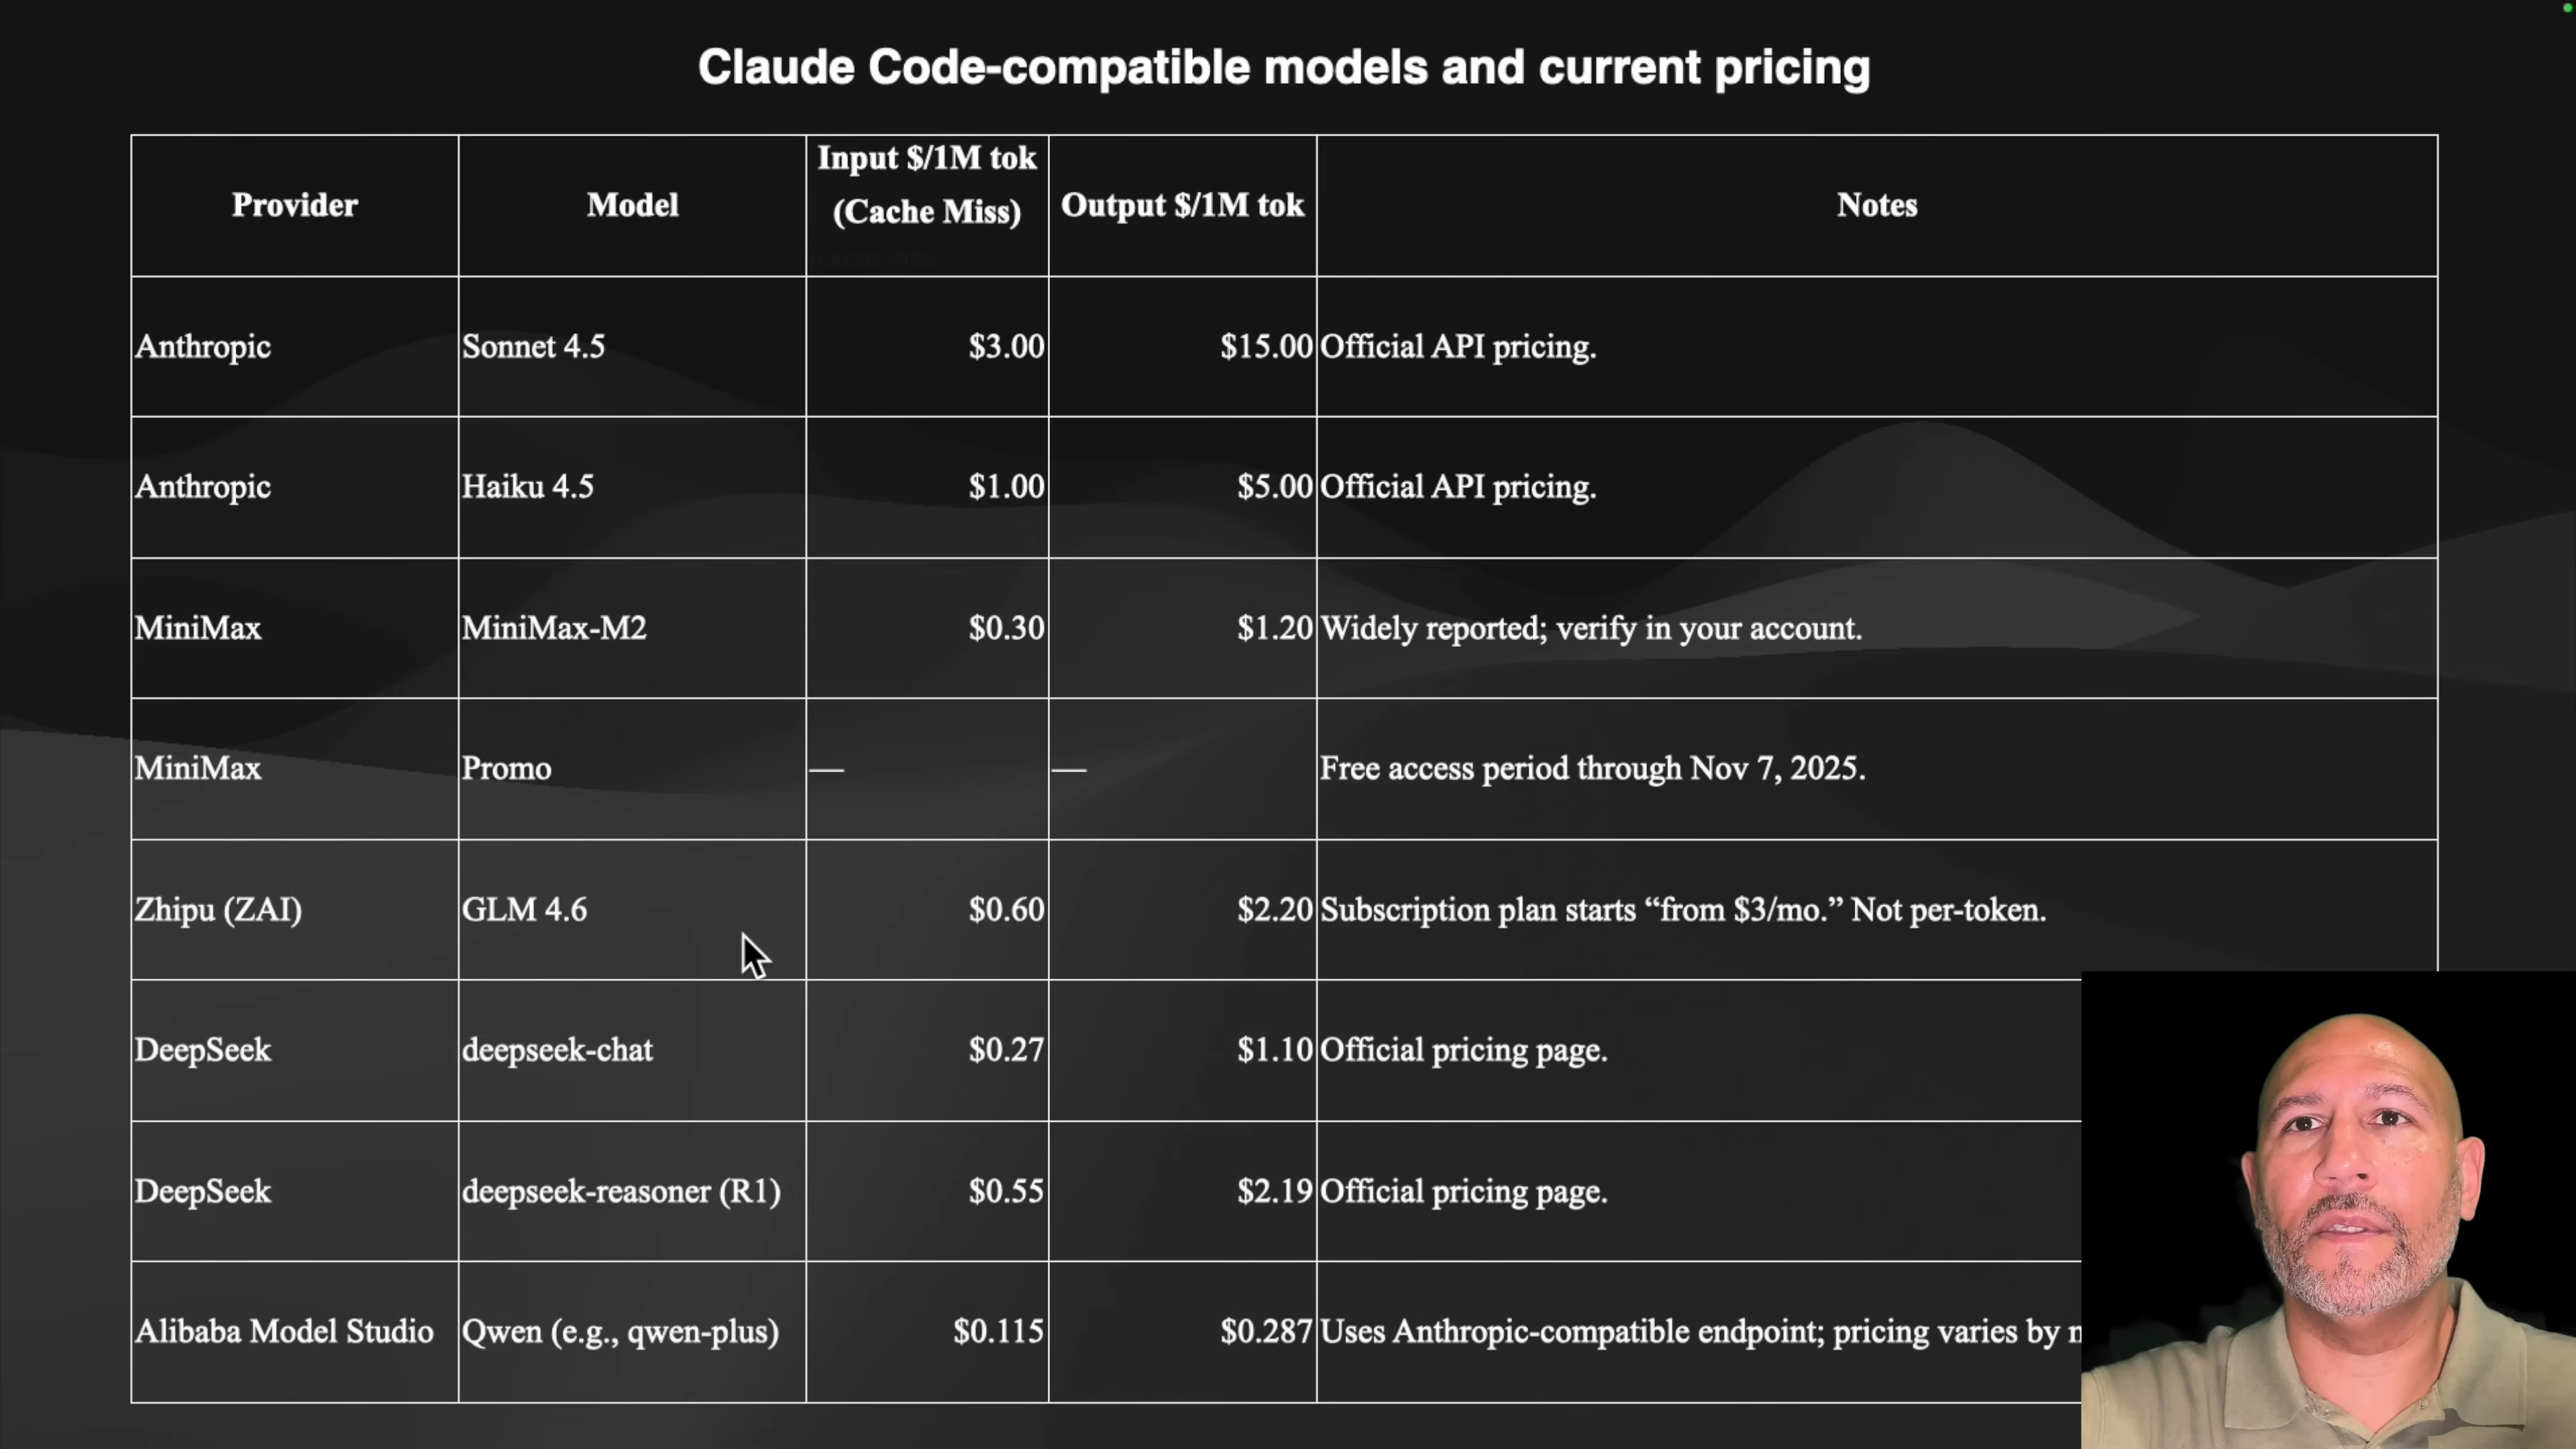 Claude Code-compatible models and current pricing
Provider Model Input $/1M tok (Cache Miss) Output $/1M tok Notes
Anthropic Sonnet 4.5 $3.00 $15.00 Official API pricing.
Anthropic Haiku 4.5 $1.00 $5.00 Official API pricing.
MiniMax MiniMax-M2 $0.30 $1.20 Widely reported; verify in your account.
MiniMax Promo — — Free access period through Nov 7, 2025.
Zhipu (ZAI) GLM 4.6 $0.60 $2.20 Subscription plan starts “from $3/mo.” Not per-token.
DeepSeek deepseek-chat $0.27 $1.10 Official pricing page.
DeepSeek deepseek-reasoner (R1) $0.55 $2.19 Official pricing page.
Alibaba Model Studio Qwen (e.g., qwen-plus) $0.115 $0.287 Uses Anthropic-compatible endpoint; pricing varies by